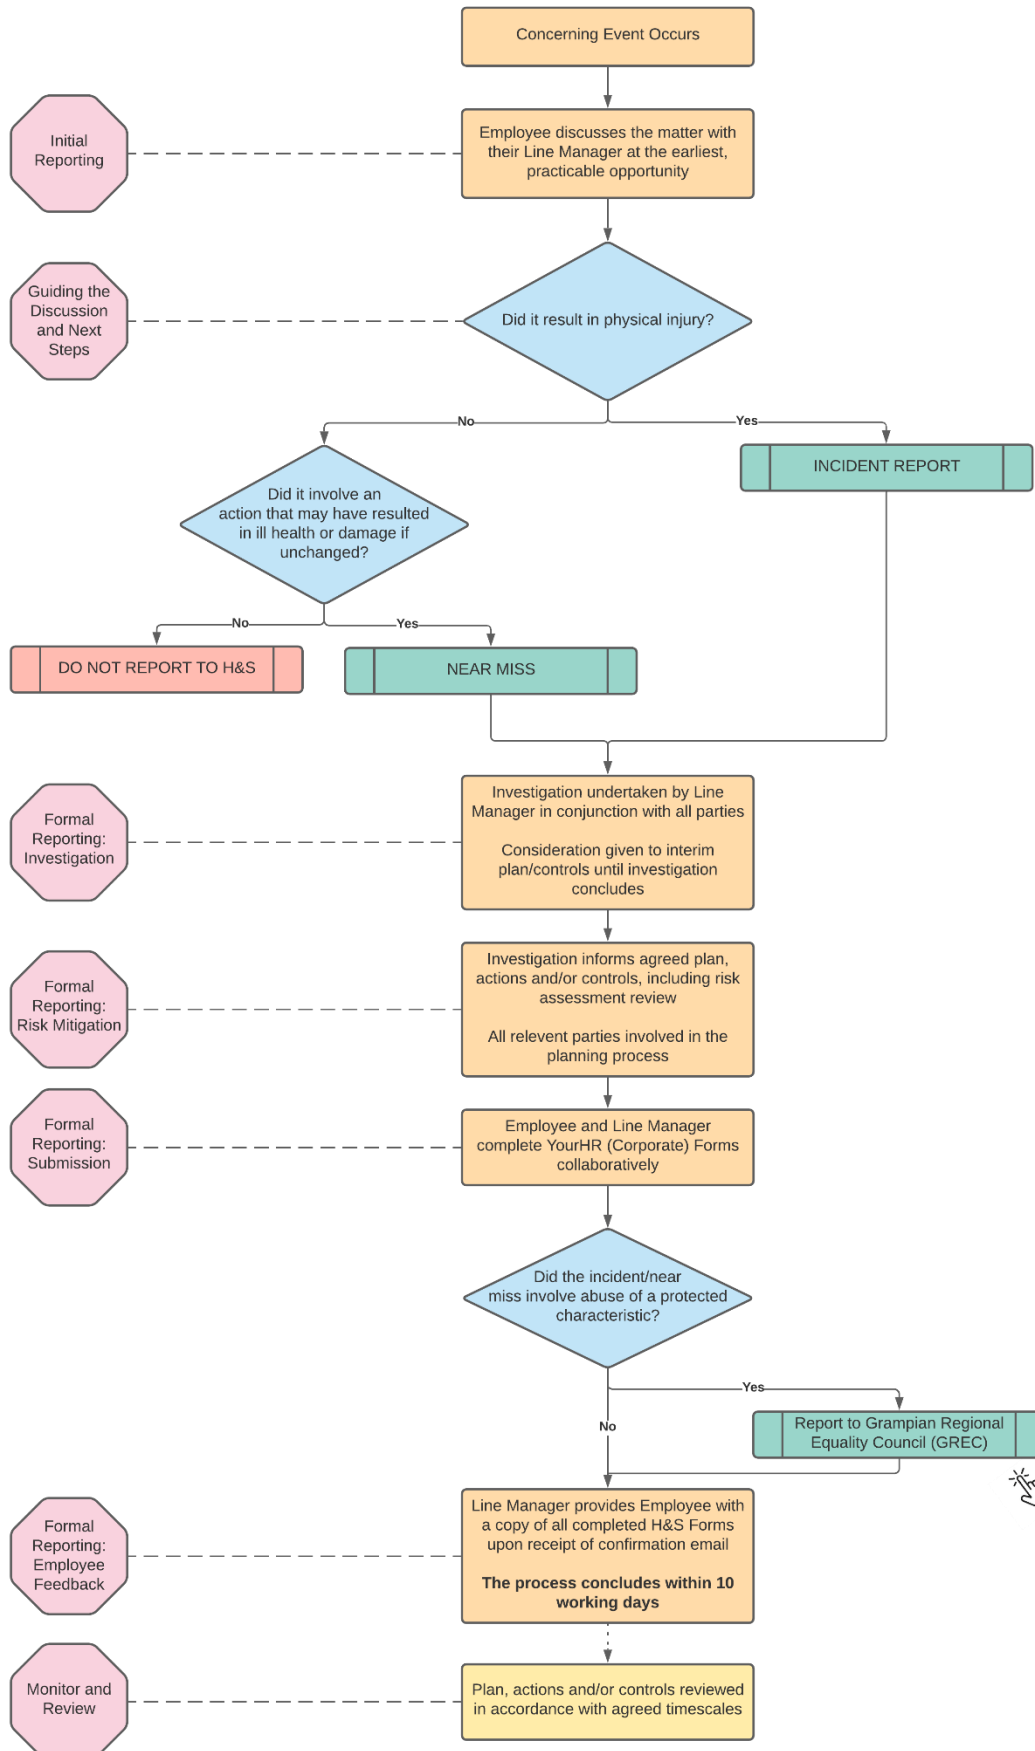 Concerning Event Occurs
Initial
Reporting
Employee discusses the matter with
their Line Manager at the earliest,
practicable opportunity
Guiding the
Discussion
and Next
Steps
Did it result in physical injury?
No
Yes
INCIDENT REPORT
Did it involve an
action that may have resulted
in ill health or damage if
unchanged?
No
Yes
DO NOT REPORT TO H&S
NEAR MISS
Formal
Reporting:
Investigation
Investigation undertaken by Line
Manager in conjunction with all parties
Consideration given to interim
plan/controls until investigation
concludes
Formal
Reporting:
Risk Mitigation
Investigation informs agreed plan,
actions and/or controls, including risk
assessment review
All relevent parties involved in the
planning process
Formal
Reporting:
Submission
Employee and Line Manager
complete YourHR (Corporate) Forms
collaboratively
Did the incident/near
miss involve abuse of a protected
characteristic?
Yes
No
Report to Grampian Regional
Equality Council (GREC)
Formal
Reporting:
Employee
Feedback
Line Manager provides Employee with
a copy of all completed H&S Forms
upon receipt of confirmation email
The process concludes within 10
working days
Monitor and
Review
Plan, actions and/or controls reviewed
in accordance with agreed timescales